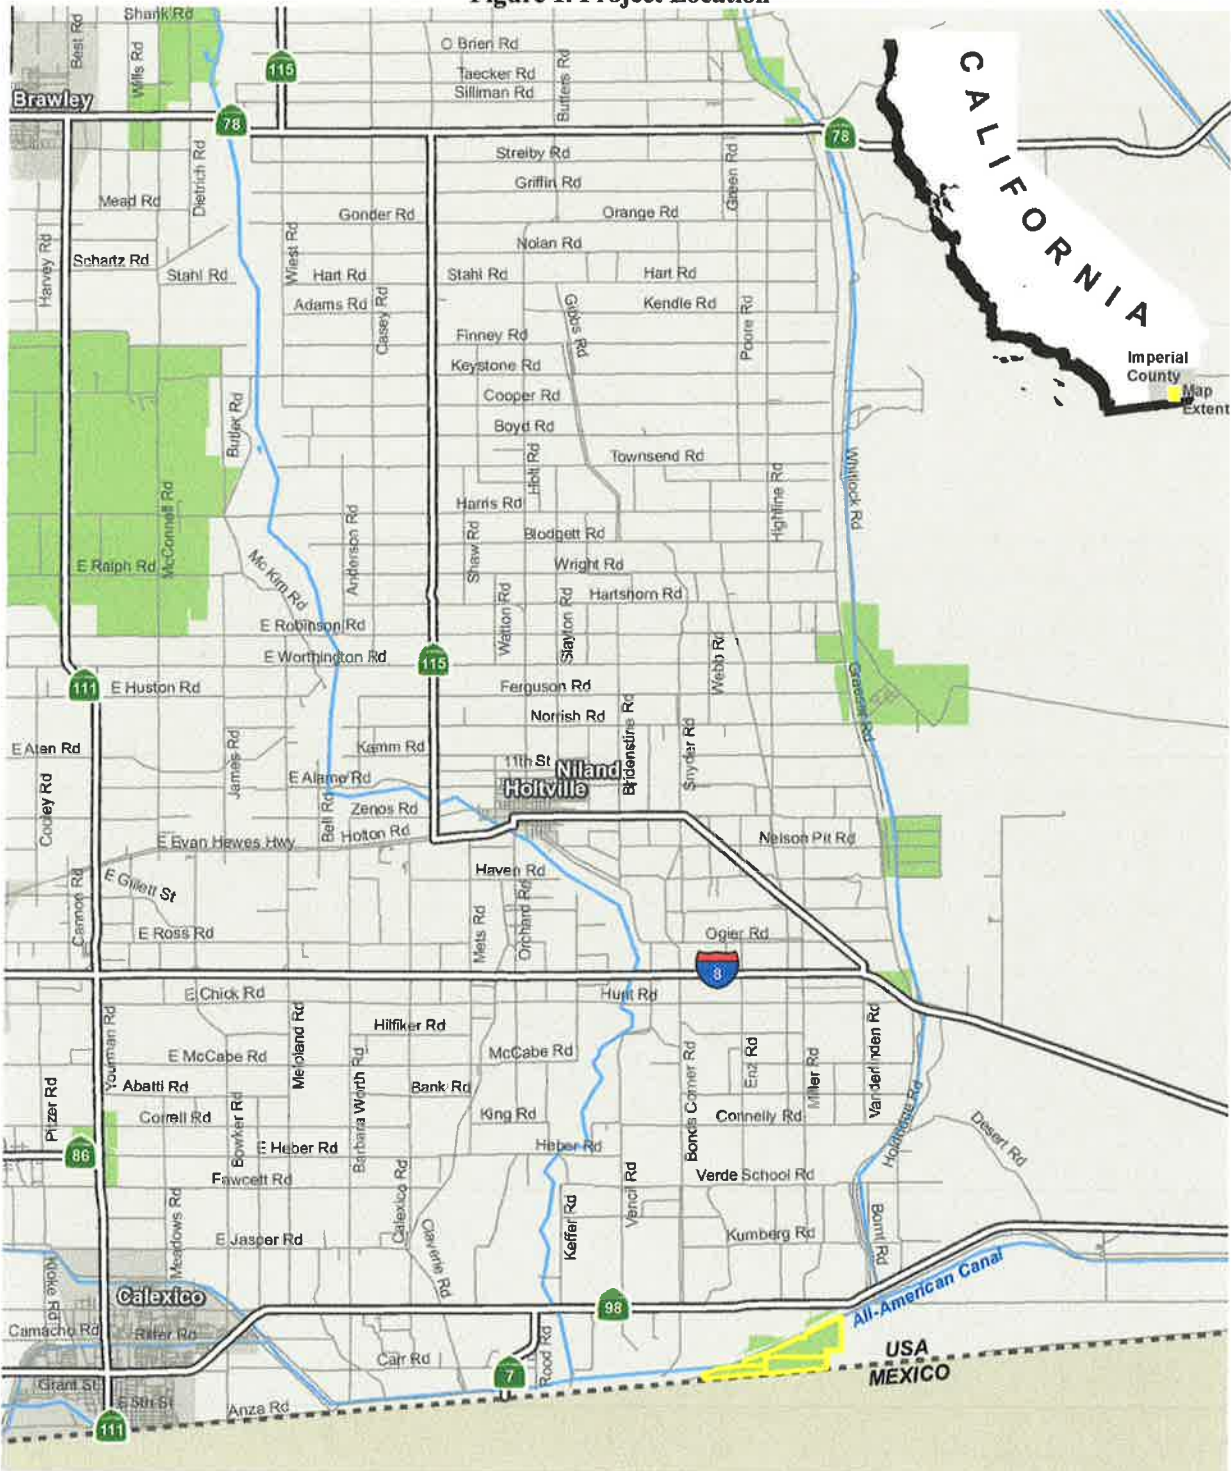 Figure 1. Project Location
Shank Rd
Best Rd
Wills Rd
115
O Brien Rd
Taecker Rd
Silliman Rd
Butters Rd
CALIFORNIA
Brawley
78
78
Dietrich Rd
Streiby Rd
Griffin Rd
Green Rd
Mead Rd
Gonder Rd
Orange Rd
Harvey Rd
Schartz Rd
Wiest Rd
Nolan Rd
Stahl Rd
Hart Rd
Stahl Rd
Hart Rd
Adams Rd
Casey Rd
Gibbs Rd
Kendle Rd
Poore Rd
Finney Rd
Keystone Rd
Imperial
County
Map
Extent
Cooper Rd
Butler Rd
Boyd Rd
Holt Rd
Townsend Rd
Whitlock Rd
Highline Rd
McConnell Rd
Harris Rd
Anderson Rd
Shaw Rd
Blodgett Rd
E Ralph Rd
Mc Kim Rd
Wright Rd
Hartshorn Rd
Walton Rd
Slayton Rd
E Robinson Rd
E Worthington Rd
115
Webb Rd
111
E Huston Rd
Ferguson Rd
Graeser Rd
Norrish Rd
Bridenstine Rd
Snyder Rd
E Aten Rd
James Rd
Kamm Rd
11th St
Niland
E Alamo Rd
Holtville
Cooley Rd
Bell Rd
Zenos Rd
Holton Rd
E Evan Hewes Hwy
Nelson Pit Rd
Cannon Rd
E Gillett St
Haven Rd
Orchard Rd
Mets Rd
E Ross Rd
Ogier Rd
8
E Chick Rd
Hunt Rd
Youman Rd
Meloland Rd
Hilfiker Rd
Vanderlinden Rd
E McCabe Rd
McCabe Rd
Bonds Corner Rd
Enz Rd
Miller Rd
Pitzer Rd
Abatti Rd
Barbara Worth Rd
Bank Rd
Correll Rd
Bowker Rd
King Rd
Connelly Rd
Holdridge Rd
Desert Rd
86
E Heber Rd
Heber Rd
Fawcett Rd
Calexico Rd
Vencil Rd
Verde School Rd
Meadows Rd
Keffer Rd
E Jasper Rd
Claverie Rd
Kumberg Rd
Bornt Rd
Kloke Rd
Calexico
98
All-American Canal
Camacho Rd
Ritter Rd
Rood Rd
Carr Rd
7
USA
MEXICO
Grant St
E 5th St
Anza Rd
111